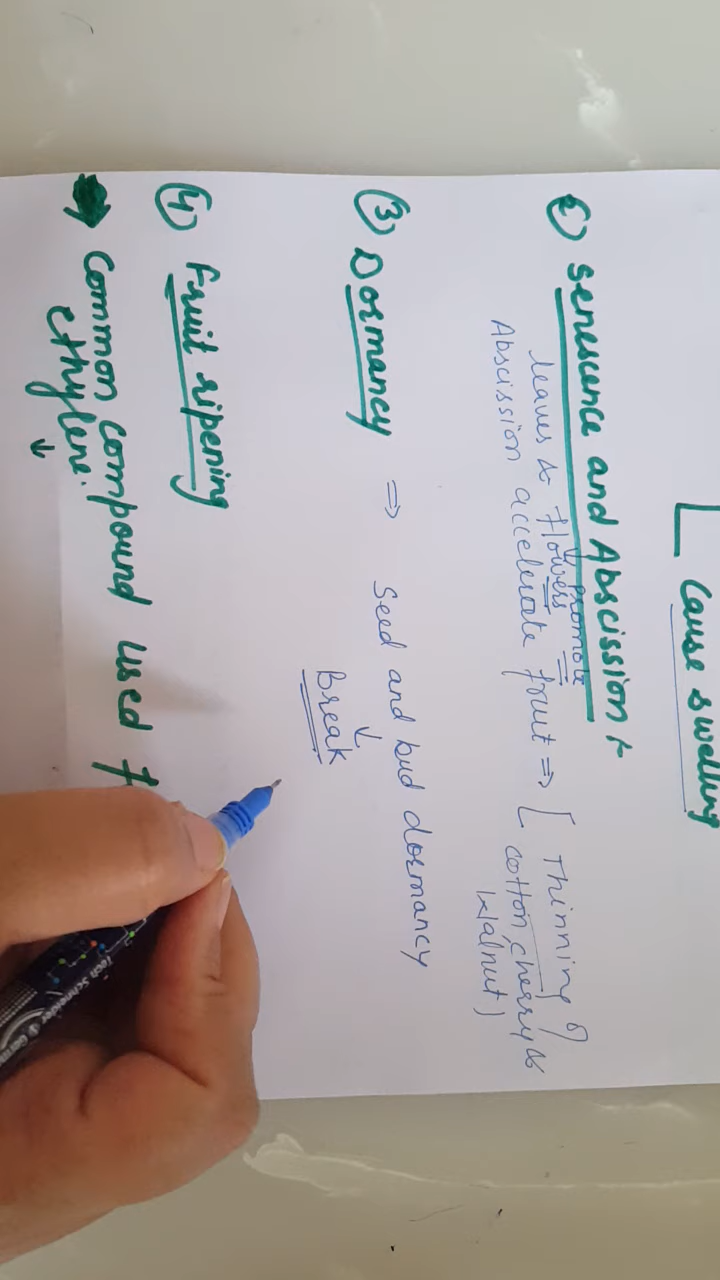 Cause swelling
② senescence and Abscission :-
↓ promote
leaves & flowers
Abscission accelerate fruit ⇒ [ Thinning of
cotton, cherry &
walnut)
③ Dormancy ⇒ Seed and bud dormancy
↓
Break
④ Fruit ripening
⇒ Common compound used
ethylene.
↓